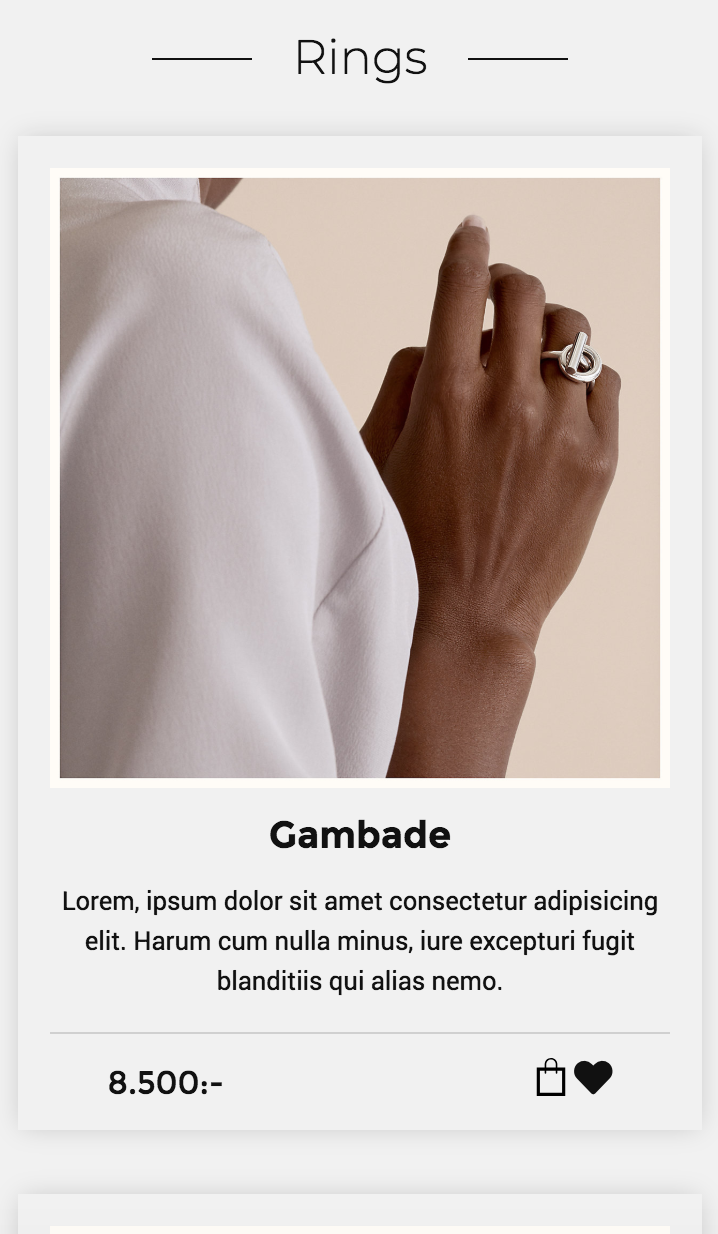 Rings
Gambade
Lorem, ipsum dolor sit amet consectetur adipisicing
elit. Harum cum nulla minus, iure excepturi fugit
blanditiis qui alias nemo.
8.500:-